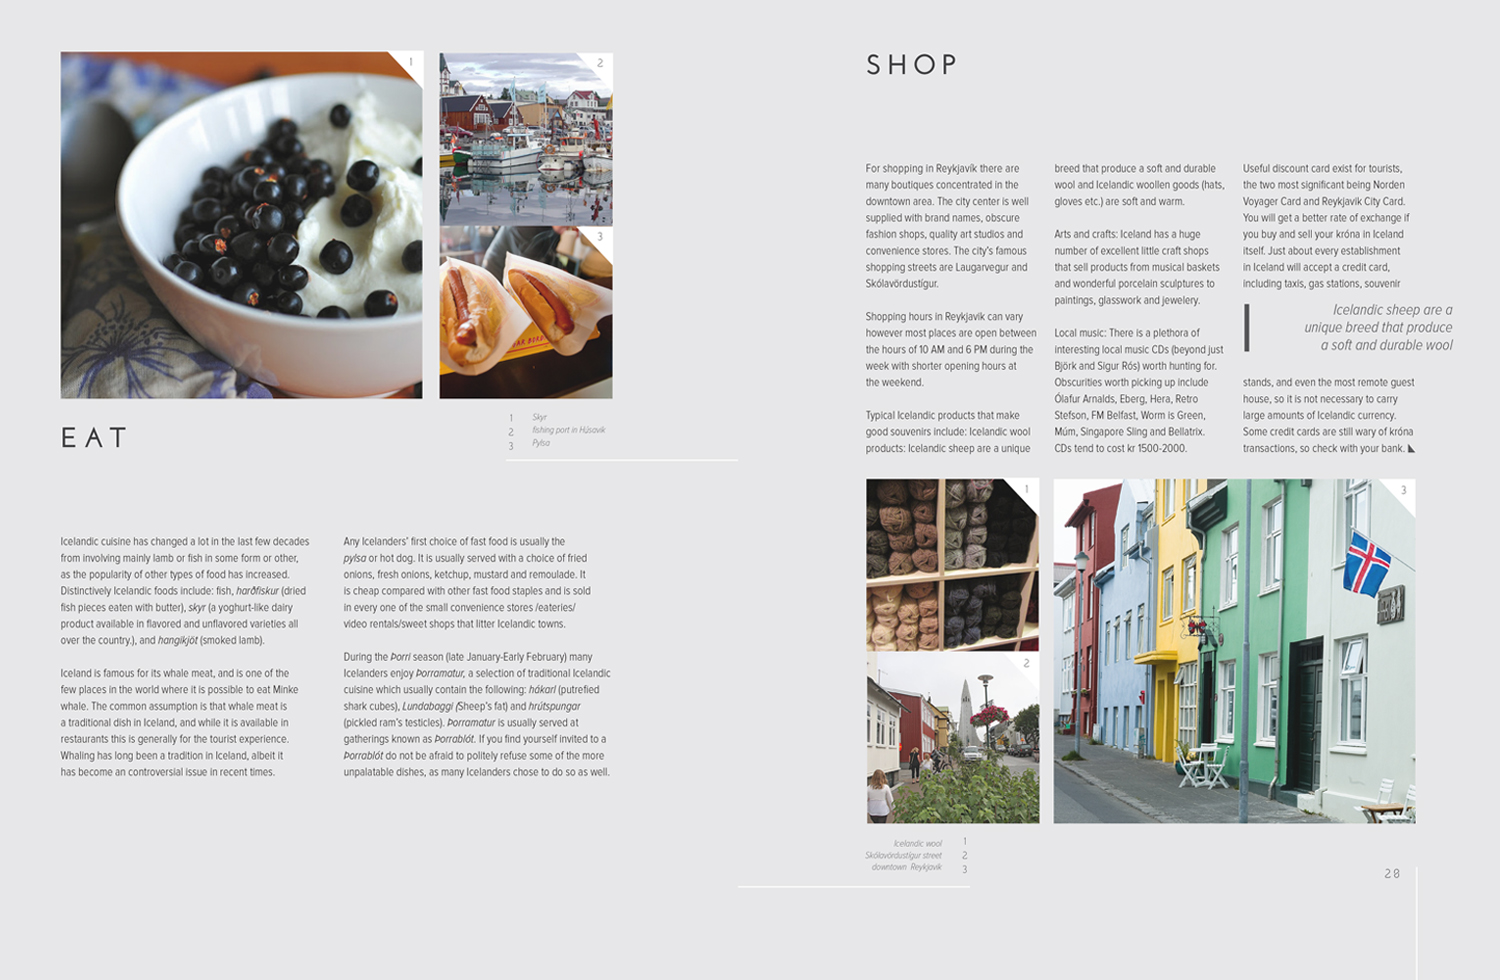 1
2
3
1 Skyr
2 fishing port in Húsavik
3 Pylsa
EAT
Icelandic cuisine has changed a lot in the last few decades
from involving mainly lamb or fish in some form or other,
as the popularity of other types of food has increased.
Distinctively Icelandic foods include: fish, harðfiskur (dried
fish pieces eaten with butter), skyr (a yoghurt-like dairy
product available in flavored and unflavored varieties all
over the country.), and hangikjöt (smoked lamb).
Iceland is famous for its whale meat, and is one of the
few places in the world where it is possible to eat Minke
whale. The common assumption is that whale meat is
a traditional dish in Iceland, and while it is available in
restaurants this is generally for the tourist experience.
Whaling has long been a tradition in Iceland, albeit it
has become an controversial issue in recent times.
Any Icelanders' first choice of fast food is usually the
pylsa or hot dog. It is usually served with a choice of fried
onions, fresh onions, ketchup, mustard and remoulade. It
is cheap compared with other fast food staples and is sold
in every one of the small convenience stores /eateries/
video rentals/sweet shops that litter Icelandic towns.
During the Þorri season (late January-Early February) many
Icelanders enjoy Þorramatur, a selection of traditional Icelandic
cuisine which usually contain the following: hákarl (putrefied
shark cubes), Lundabaggi (Sheep's fat) and hrútspungar
(pickled ram's testicles). Þorramatur is usually served at
gatherings known as Þorrablót. If you find yourself invited to a
Þorrablót do not be afraid to politely refuse some of the more
unpalatable dishes, as many Icelanders chose to do so as well.
SHOP
For shopping in Reykjavík there are
many boutiques concentrated in the
downtown area. The city center is well
supplied with brand names, obscure
fashion shops, quality art studios and
convenience stores. The city's famous
shopping streets are Laugarvegur and
Skólavördustígur.
Shopping hours in Reykjavik can vary
however most places are open between
the hours of 10 AM and 6 PM during the
week with shorter opening hours at
the weekend.
Typical Icelandic products that make
good souvenirs include: Icelandic wool
products: Icelandic sheep are a unique
breed that produce a soft and durable
wool and Icelandic woollen goods (hats,
gloves etc.) are soft and warm.
Arts and crafts: Iceland has a huge
number of excellent little craft shops
that sell products from musical baskets
and wonderful porcelain sculptures to
paintings, glasswork and jewelery.
Local music: There is a plethora of
interesting local music CDs (beyond just
Björk and Sigur Rós) worth hunting for.
Obscurities worth picking up include
Ólafur Arnalds, Eberg, Hera, Retro
Stefson, FM Belfast, Worm is Green,
Múm, Singapore Sling and Bellatrix.
CDs tend to cost kr 1500-2000.
Useful discount card exist for tourists,
the two most significant being Norden
Voyager Card and Reykjavik City Card.
You will get a better rate of exchange if
you buy and sell your króna in Iceland
itself. Just about every establishment
in Iceland will accept a credit card,
including taxis, gas stations, souvenir
Icelandic sheep are a
unique breed that produce
a soft and durable wool
stands, and even the most remote guest
house, so it is not necessary to carry
large amounts of Icelandic currency.
Some credit cards are still wary of króna
transactions, so check with your bank.
1
2
3
Icelandic wool 1
Skólavördustígur street 2
downtown Reykjavik 3
28